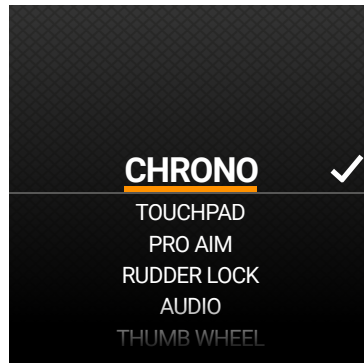 CHRONO
TOUCHPAD
PRO AIM
RUDDER LOCK
AUDIO
THUMB WHEEL